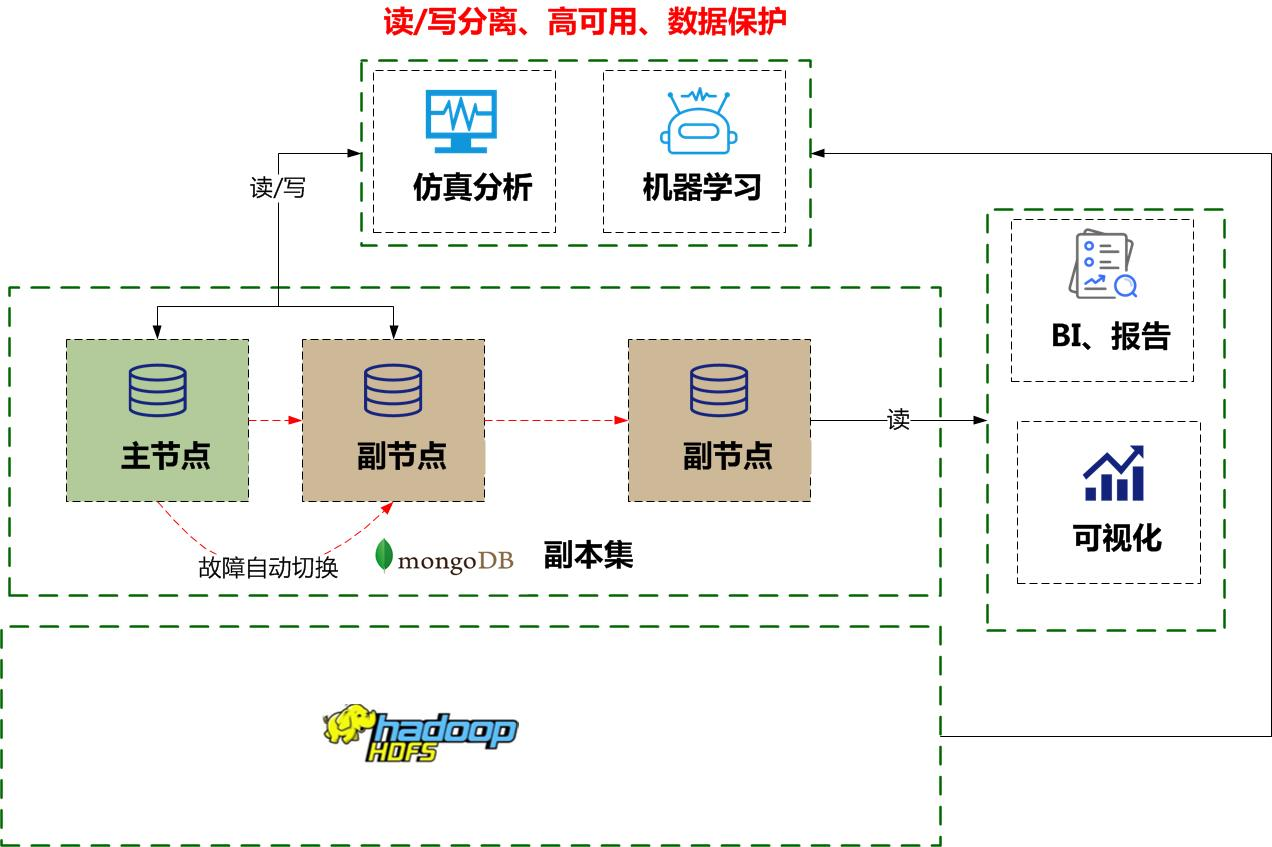 读/写分离、高可用、数据保护
仿真分析
机器学习
读/写
BI、报告
主节点
副节点
副节点
读
可视化
故障自动切换
mongoDB
副本集
hadoop
HDFS